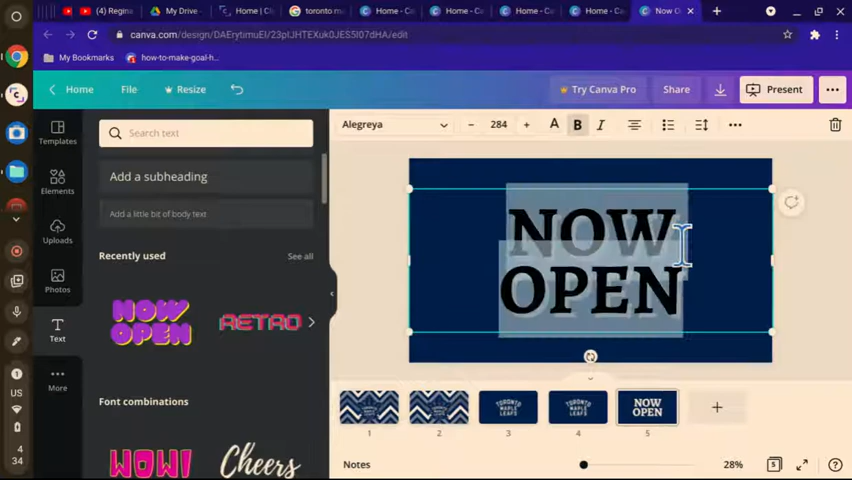 (4) Regina
My Drive -
Home | C
toronto m
Home - Ca
Home - Ca
Home - Ca
Home - Ca
Now O
canva.com/design/DAErytimuEI/23pIJHTEXuk0JES5I07dHA/edit
My Bookmarks
how-to-make-goal-h...
Home
File
Resize
Try Canva Pro
Share
Present
Templates
Elements
Uploads
Photos
Text
More
Search text
Add a subheading
Add a little bit of body text
Recently used
See all
NOW
OPEN
RETRO
Font combinations
WOW!
Cheers
Alegreya
284
A
B
I
NOW
OPEN
TORONTO
MAPLE
LEAFS
TORONTO
MAPLE
LEAFS
NOW
OPEN
1
2
3
4
5
Notes
28%
5
1
US
4
34